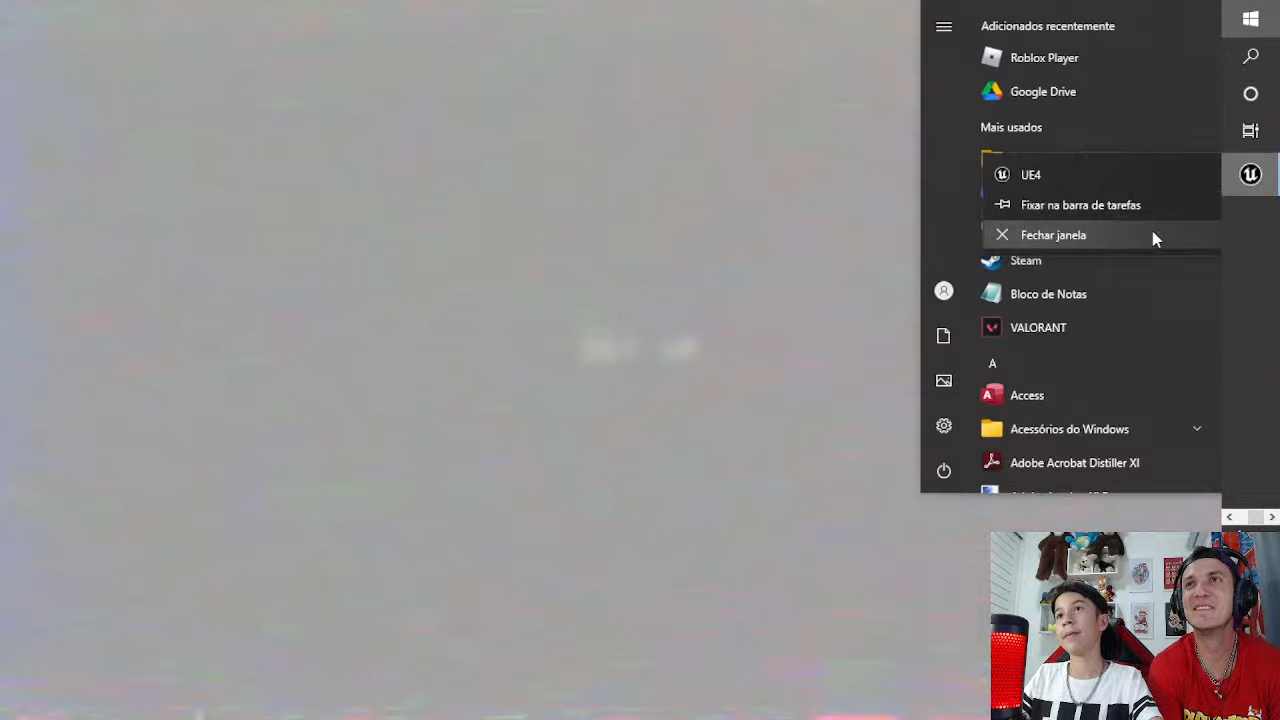 Adicionados recentemente
Roblox Player
Google Drive
Mais usados
UE4
Fixar na barra de tarefas
Fechar janela
Steam
Bloco de Notas
VALORANT
A
Access
Acessórios do Windows
Adobe Acrobat Distiller XI